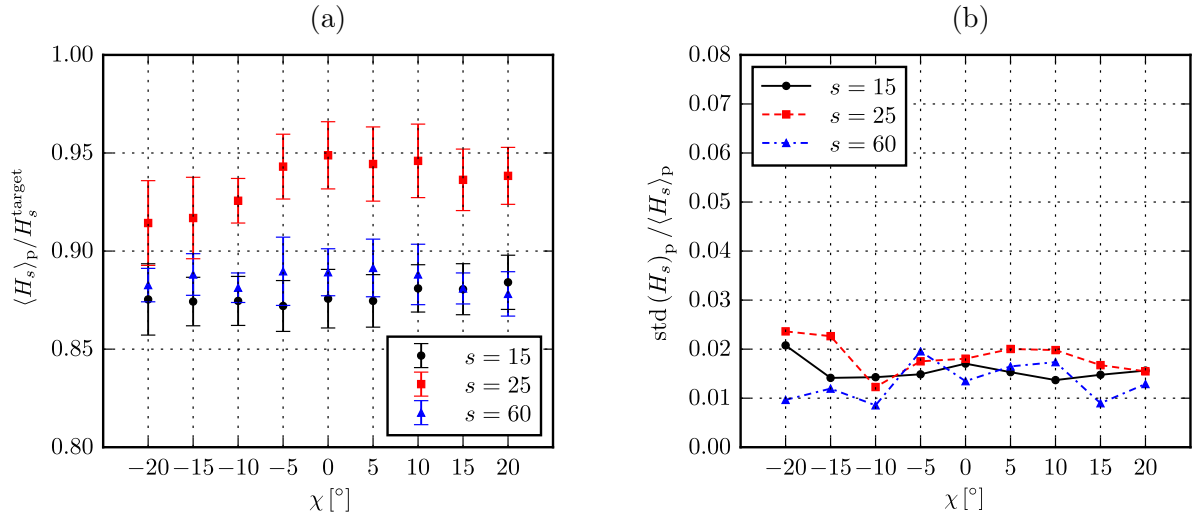 (a)
1.00
0.95
0.90
0.85
0.80
⟨H_s⟩_p/H_s^target
s = 15
s = 25
s = 60
−20 −15 −10 −5 0 5 10 15 20
χ [°]
(b)
0.08
0.07
0.06
0.05
0.04
0.03
0.02
0.01
0.00
std (H_s)_p /⟨H_s⟩_p
s = 15
s = 25
s = 60
−20 −15 −10 −5 0 5 10 15 20
χ [°]